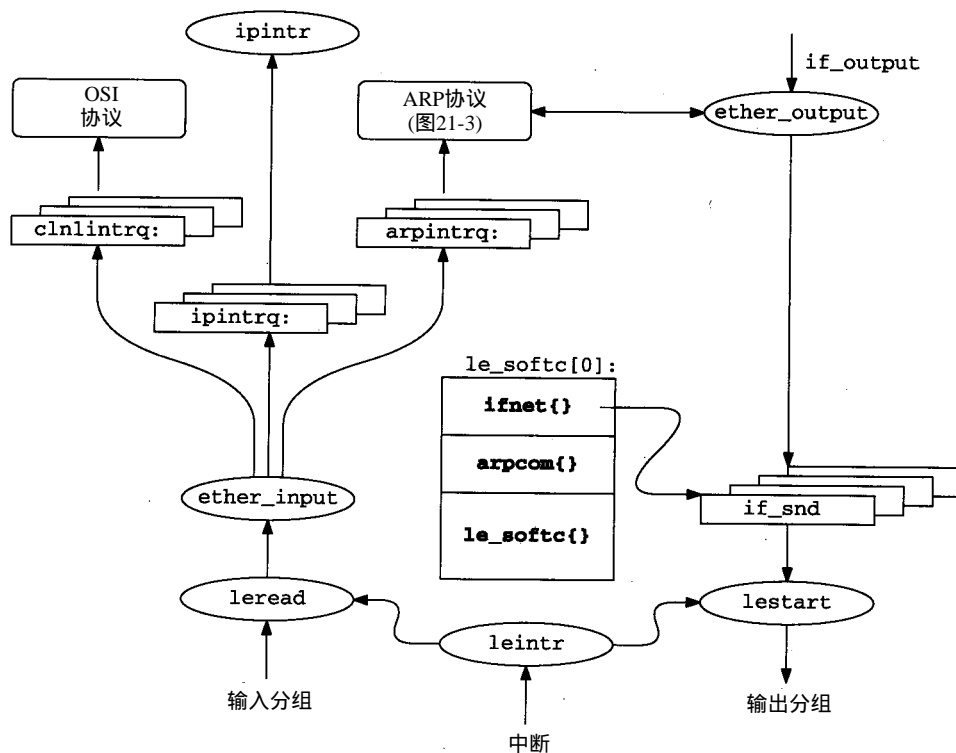 ipintr
if_output
OSI
协议
ARP协议
(图21-3)
ether_output
clnlintrq:
arpintrq:
ipintrq:
le_softc[0]:
ifnet{}
arpcom{}
ether_input
if_snd
le_softc{}
leread
lestart
leintr
输入分组
输出分组
中断